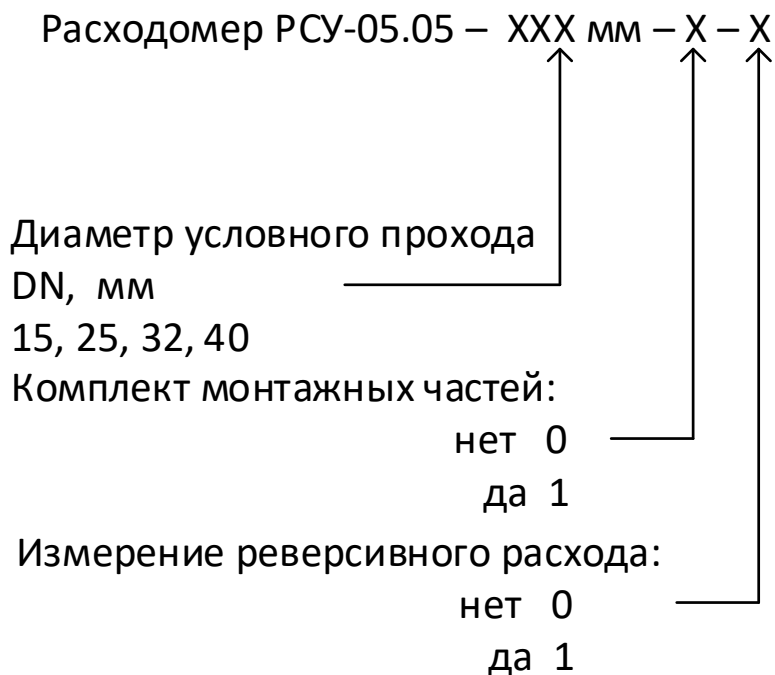 Расходомер РСУ-05.05 – XXX мм – X – X
Диаметр условного прохода
DN, мм
15, 25, 32, 40
Комплект монтажных частей:
нет 0
да 1
Измерение реверсивного расхода:
нет 0
да 1